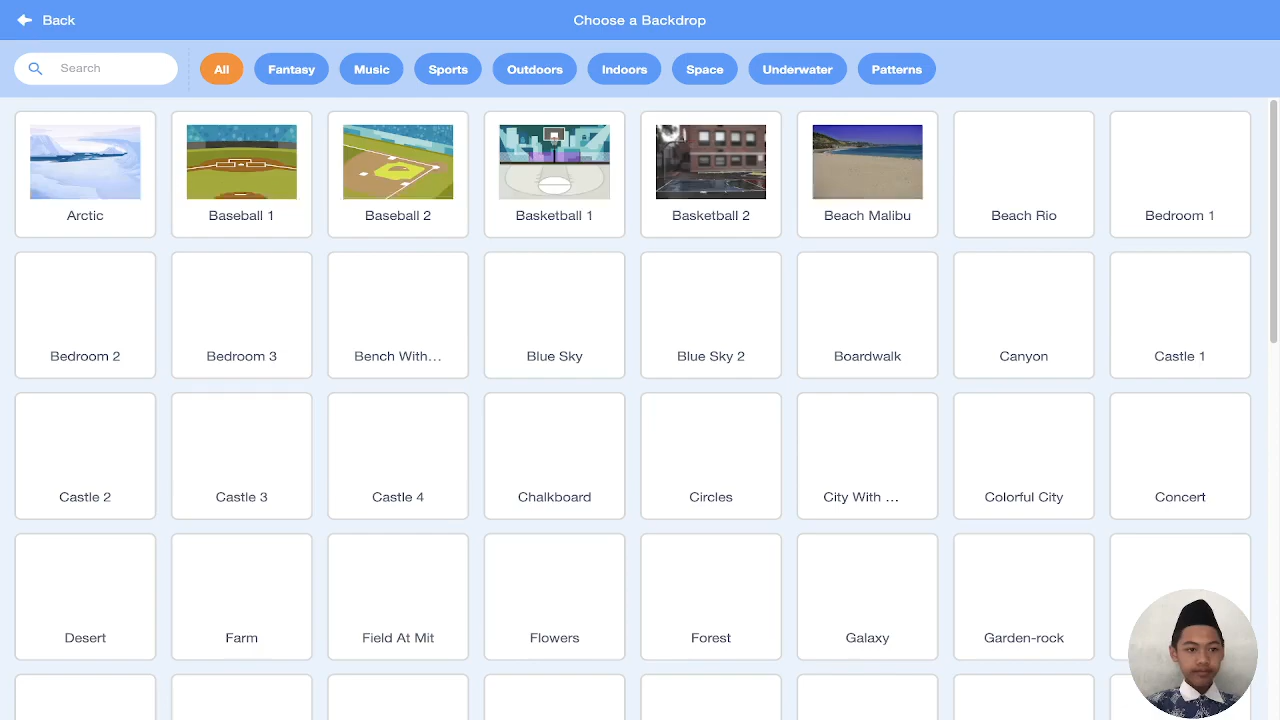 Back
Choose a Backdrop
Search
All
Fantasy
Music
Sports
Outdoors
Indoors
Space
Underwater
Patterns
Arctic
Baseball 1
Baseball 2
Basketball 1
Basketball 2
Beach Malibu
Beach Rio
Bedroom 1
Bedroom 2
Bedroom 3
Bench With...
Blue Sky
Blue Sky 2
Boardwalk
Canyon
Castle 1
Castle 2
Castle 3
Castle 4
Chalkboard
Circles
City With ...
Colorful City
Concert
Desert
Farm
Field At Mit
Flowers
Forest
Galaxy
Garden-rock